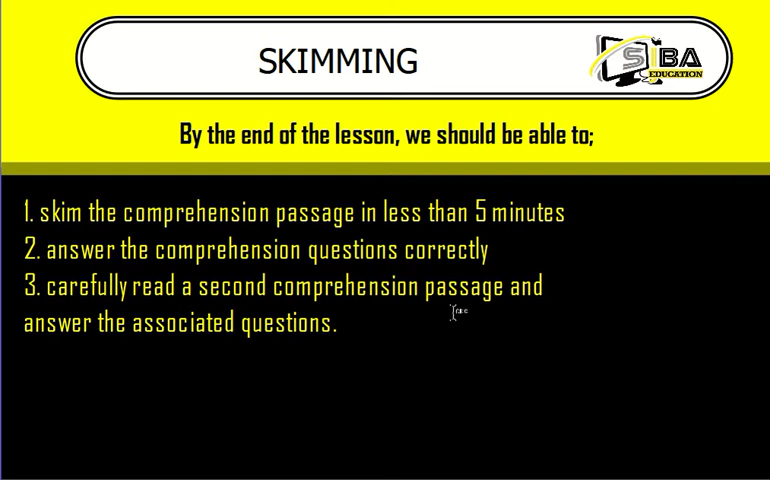 SKIMMING
SiBA
EDUCATION
By the end of the lesson, we should be able to;
1. skim the comprehension passage in less than 5 minutes
2. answer the comprehension questions correctly
3. carefully read a second comprehension passage and
answer the associated questions.